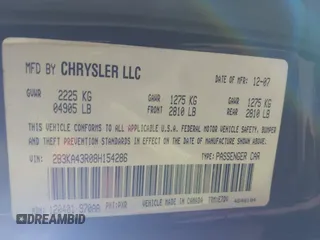 MFD BY CHRYSLER LLC 12-07
GVWR 2225 KG GAWR 1275 KG GAWR 1275 KG
04905 LB FRONT 2810 LB REAR 2810 LB
THIS VEHICLE CONFORMS TO ALL APPLICABLE U.S.A.
FEDERAL MOTOR VEHICLE SAFETY, BUMPER, AND
THEFT PREVENTION STANDARDS IN EFFECT ON THE DATE OF
MANUFACTURE SHOWN ABOVE.
VIN: 2B3KA43R08H154286 TYPE: PASSENGER CAR
VEHICLE MADE IN CANADA
DREAMBID